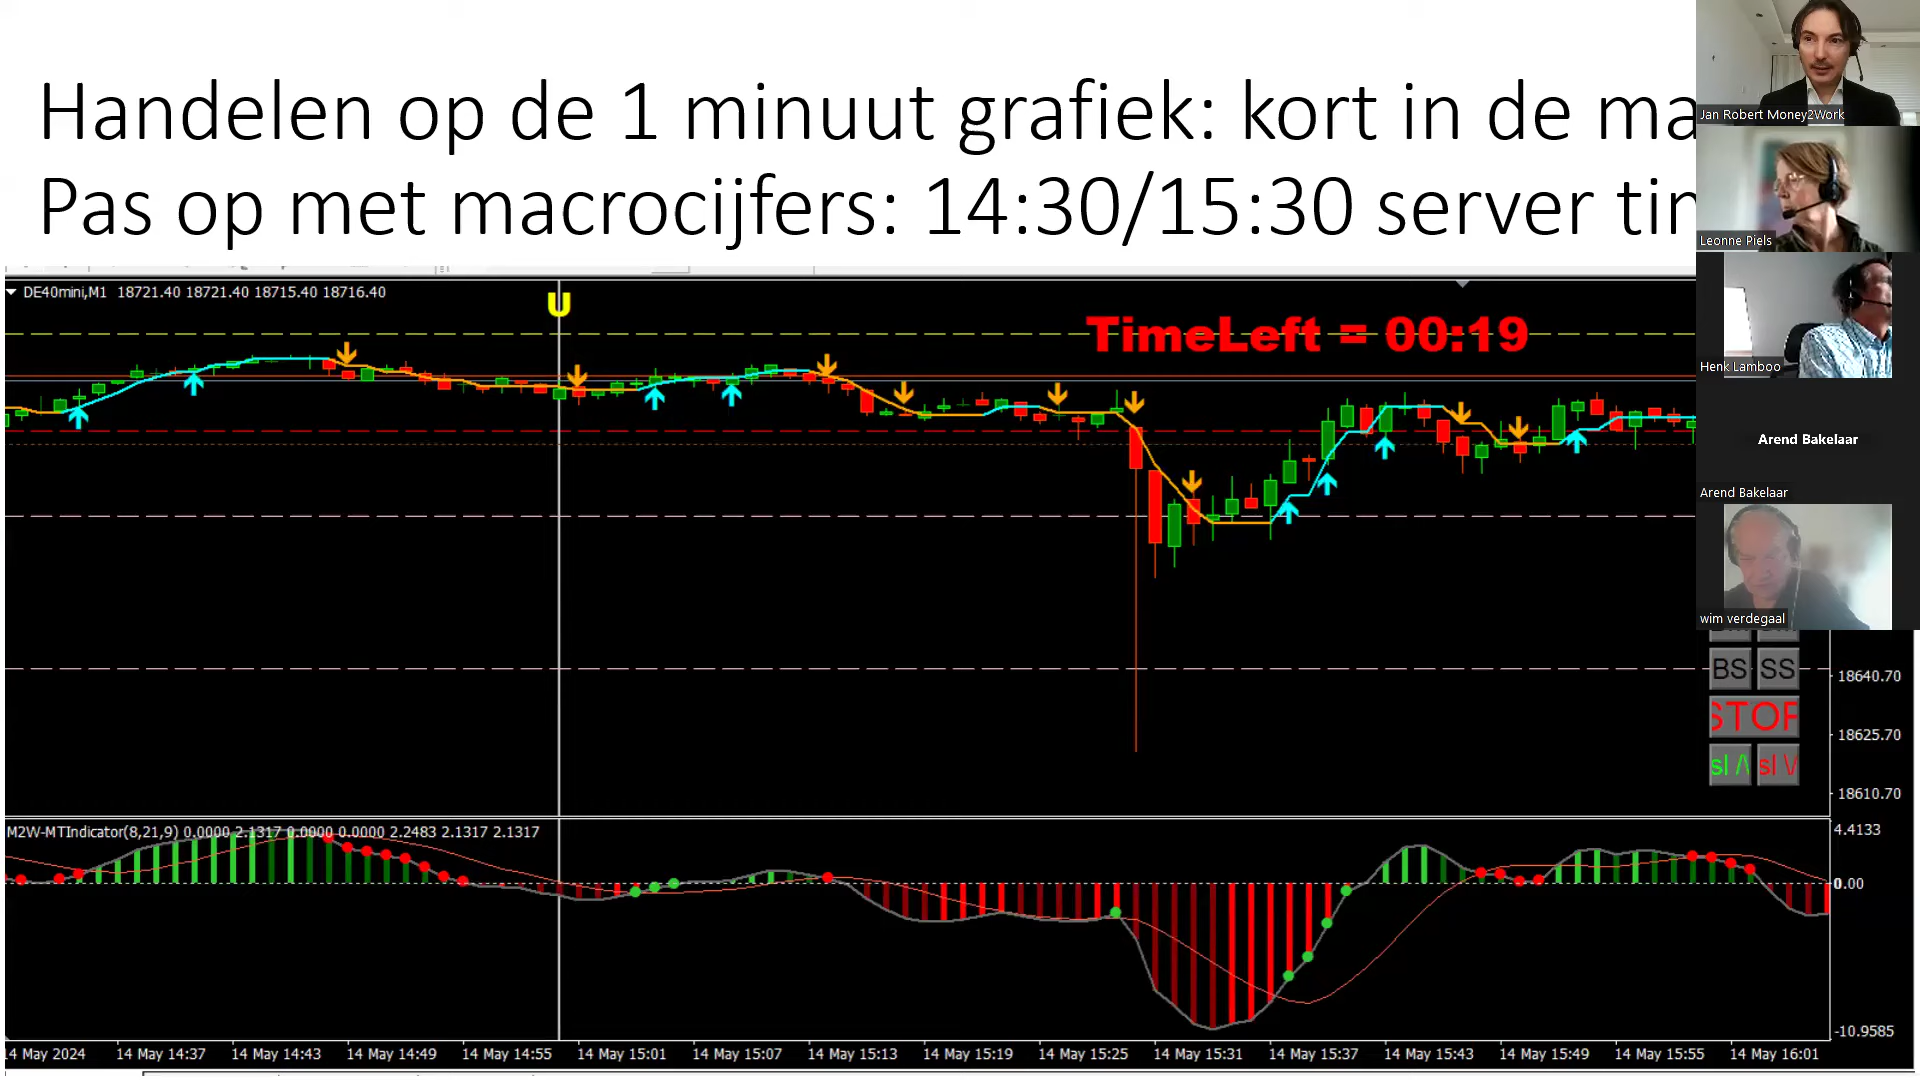 Handelen op de 1 minuut grafiek: kort in de ma
Pas op met macrocijfers: 14:30/15:30 server tim
Jan Robert Money2Work
Leonne Piels
Henk Lamboo
Arend Bakelaar
Arend Bakelaar
wim verdegaal
DE40mini,M1 18721.40 18721.40 18715.40 18716.40
U
TimeLeft = 00:19
BS SS
STOP
sl /\ sl \/
18640.70
18625.70
18610.70
M2W-MTIndicator(8,21,9) 0.0000 2.1317 0.0000 0.0000 2.2483 2.1317 2.1317
4.4133
0.00
-10.9585
14 May 2024 14 May 14:37 14 May 14:43 14 May 14:49 14 May 14:55 14 May 15:01 14 May 15:07 14 May 15:13 14 May 15:19 14 May 15:25 14 May 15:31 14 May 15:37 14 May 15:43 14 May 15:49 14 May 15:55 14 May 16:01